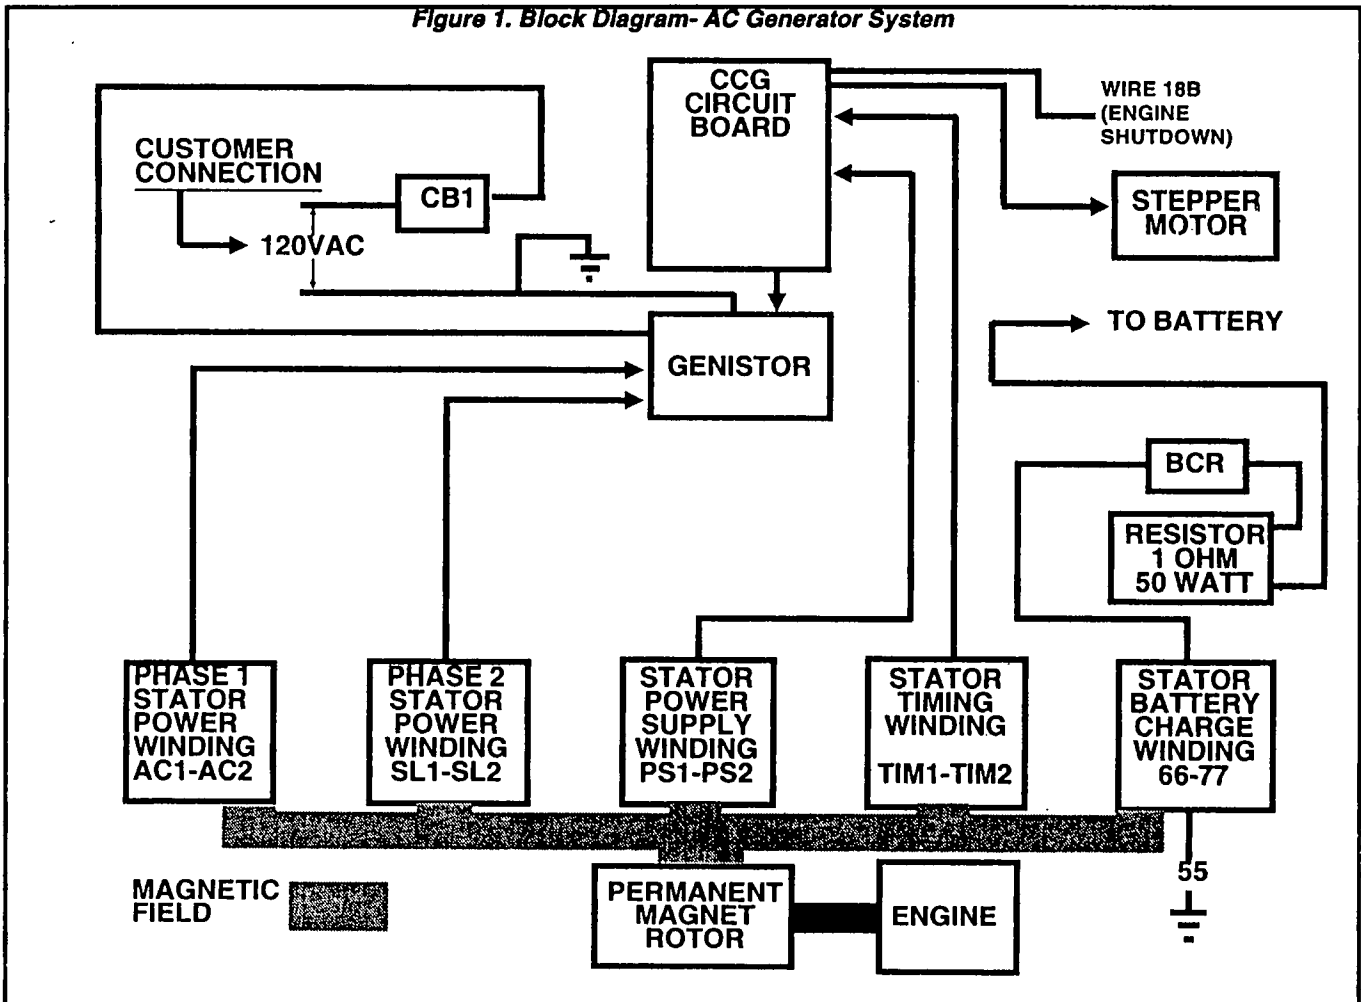 Figure 1. Block Diagram- AC Generator System
CCG
CIRCUIT
BOARD
WIRE 18B
(ENGINE
SHUTDOWN)
CUSTOMER
CONNECTION
CB1
120VAC
STEPPER
MOTOR
TO BATTERY
GENISTOR
BCR
RESISTOR
1 OHM
50 WATT
PHASE 1
STATOR
POWER
WINDING
AC1-AC2
PHASE 2
STATOR
POWER
WINDING
SL1-SL2
STATOR
POWER
SUPPLY
WINDING
PS1-PS2
STATOR
TIMING
WINDING
TIM1-TIM2
STATOR
BATTERY
CHARGE
WINDING
66-77
55
MAGNETIC
FIELD
PERMANENT
MAGNET
ROTOR
ENGINE